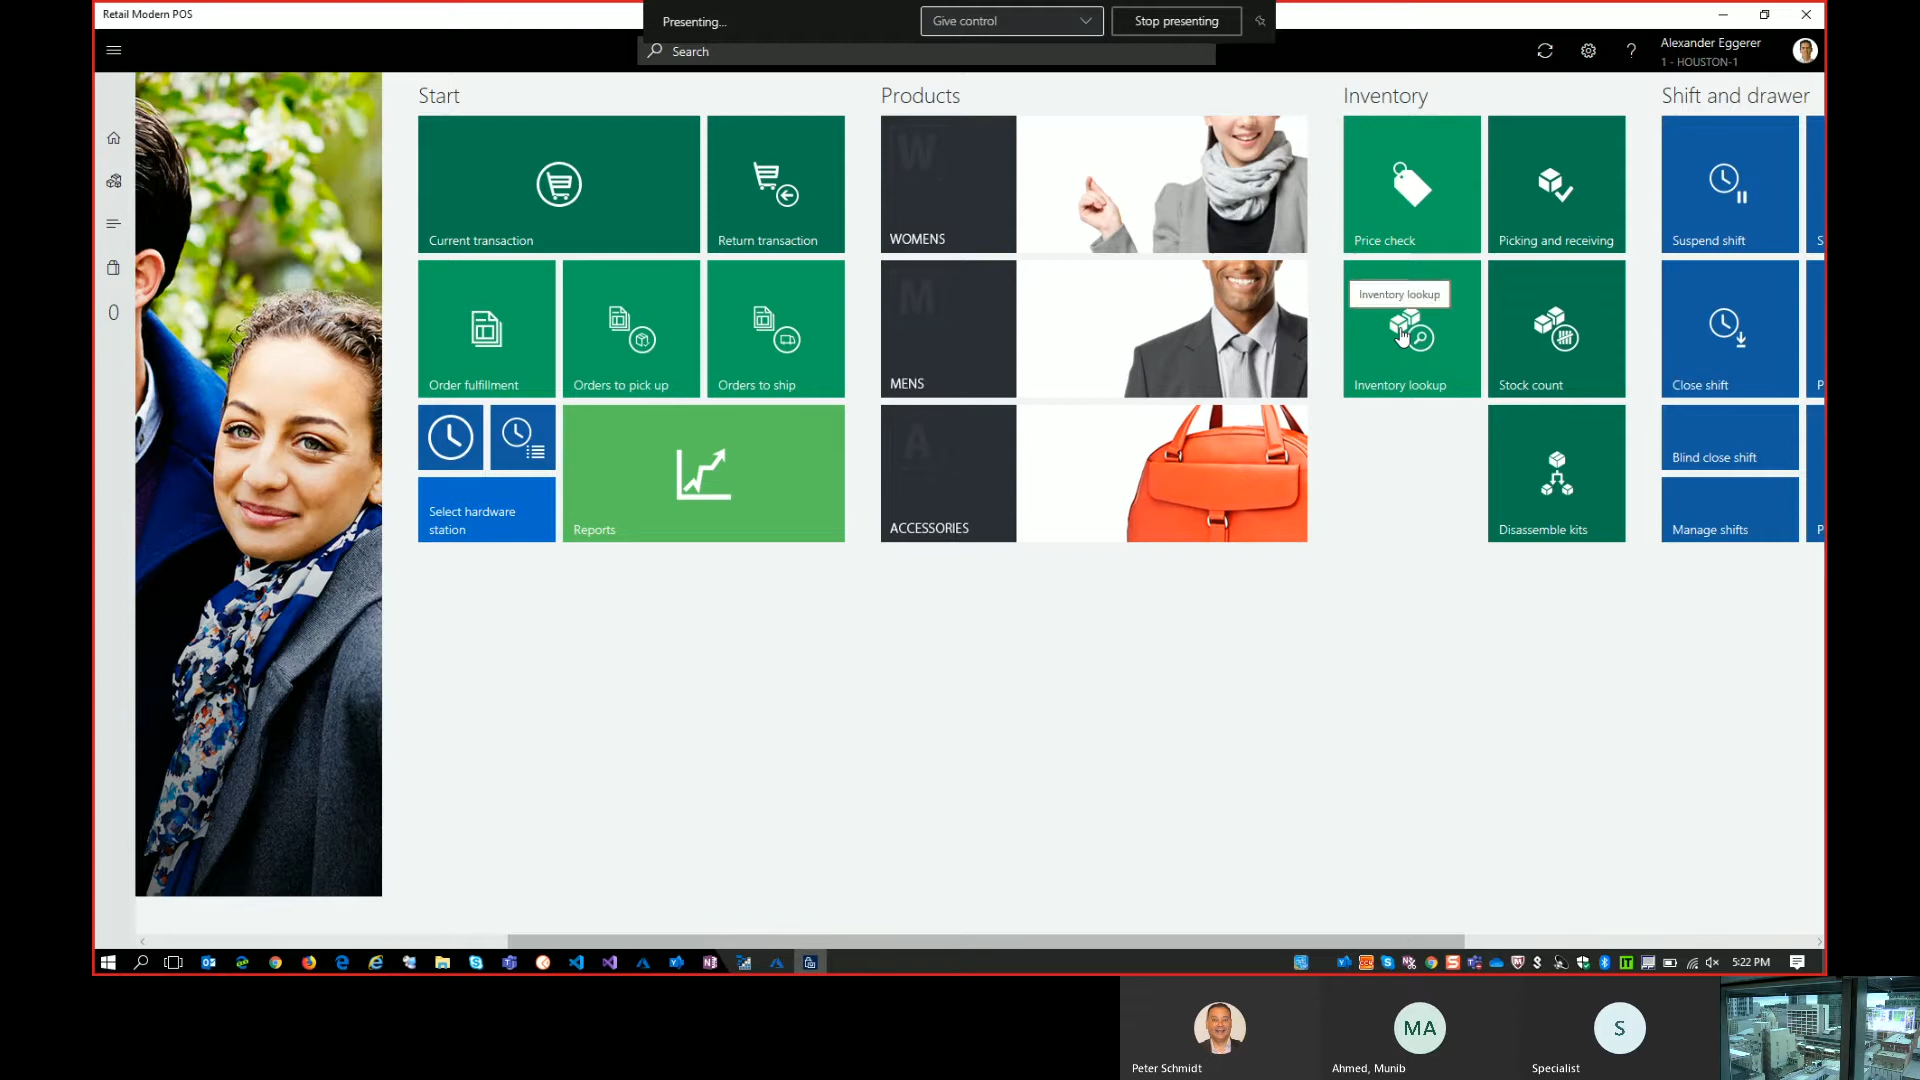 Retail Modern POS
Presenting...
Give control
Stop presenting
Search
Alexander Eggerer
1 - HOUSTON-1
Start
Products
Inventory
Shift and drawer
Current transaction
Return transaction
W
WOMENS
Price check
Picking and receiving
Suspend shift
S
Order fulfillment
Orders to pick up
Orders to ship
M
MENS
Inventory lookup
Inventory lookup
Stock count
Close shift
P
Select hardware
station
Reports
A
ACCESSORIES
Disassemble kits
Blind close shift
Manage shifts
P
0
5:22 PM
MA
S
Peter Schmidt
Ahmed, Munib
Specialist